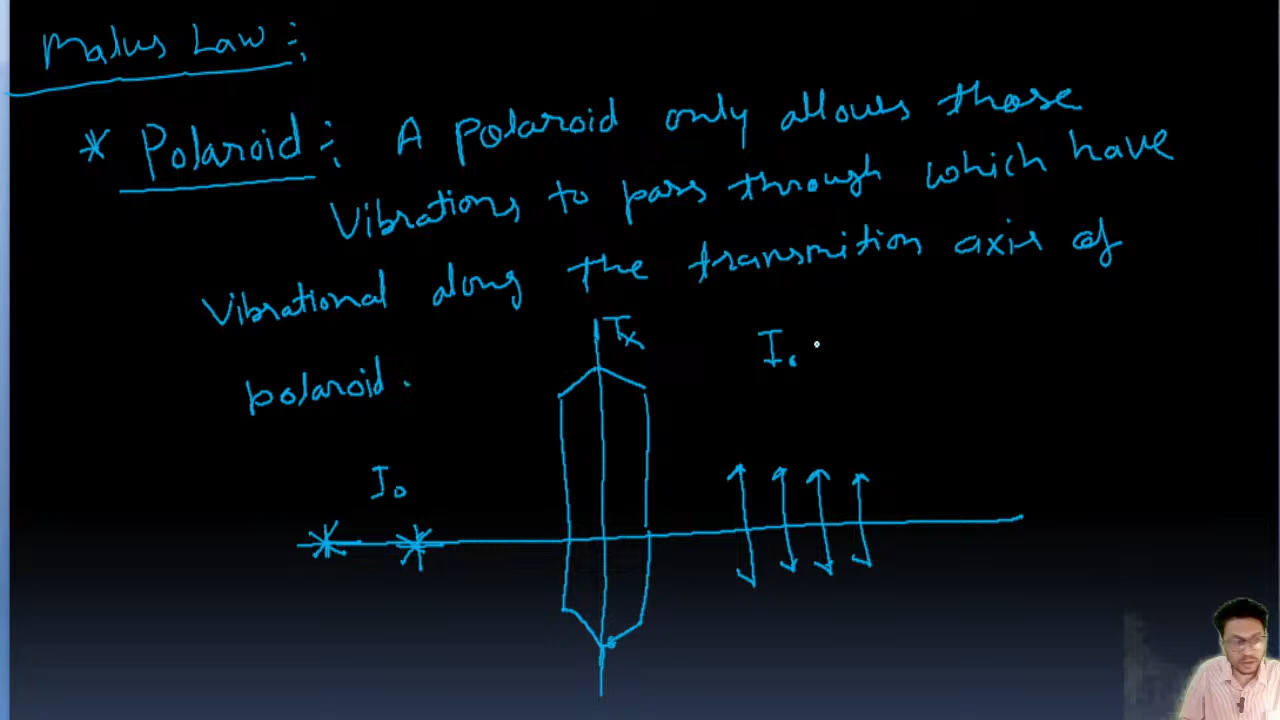 Malus Law :
* Polaroid : A polaroid only allows those
vibrations to pass through which have
vibrational along the transmition axis of
polaroid.
Tx
I.
I0